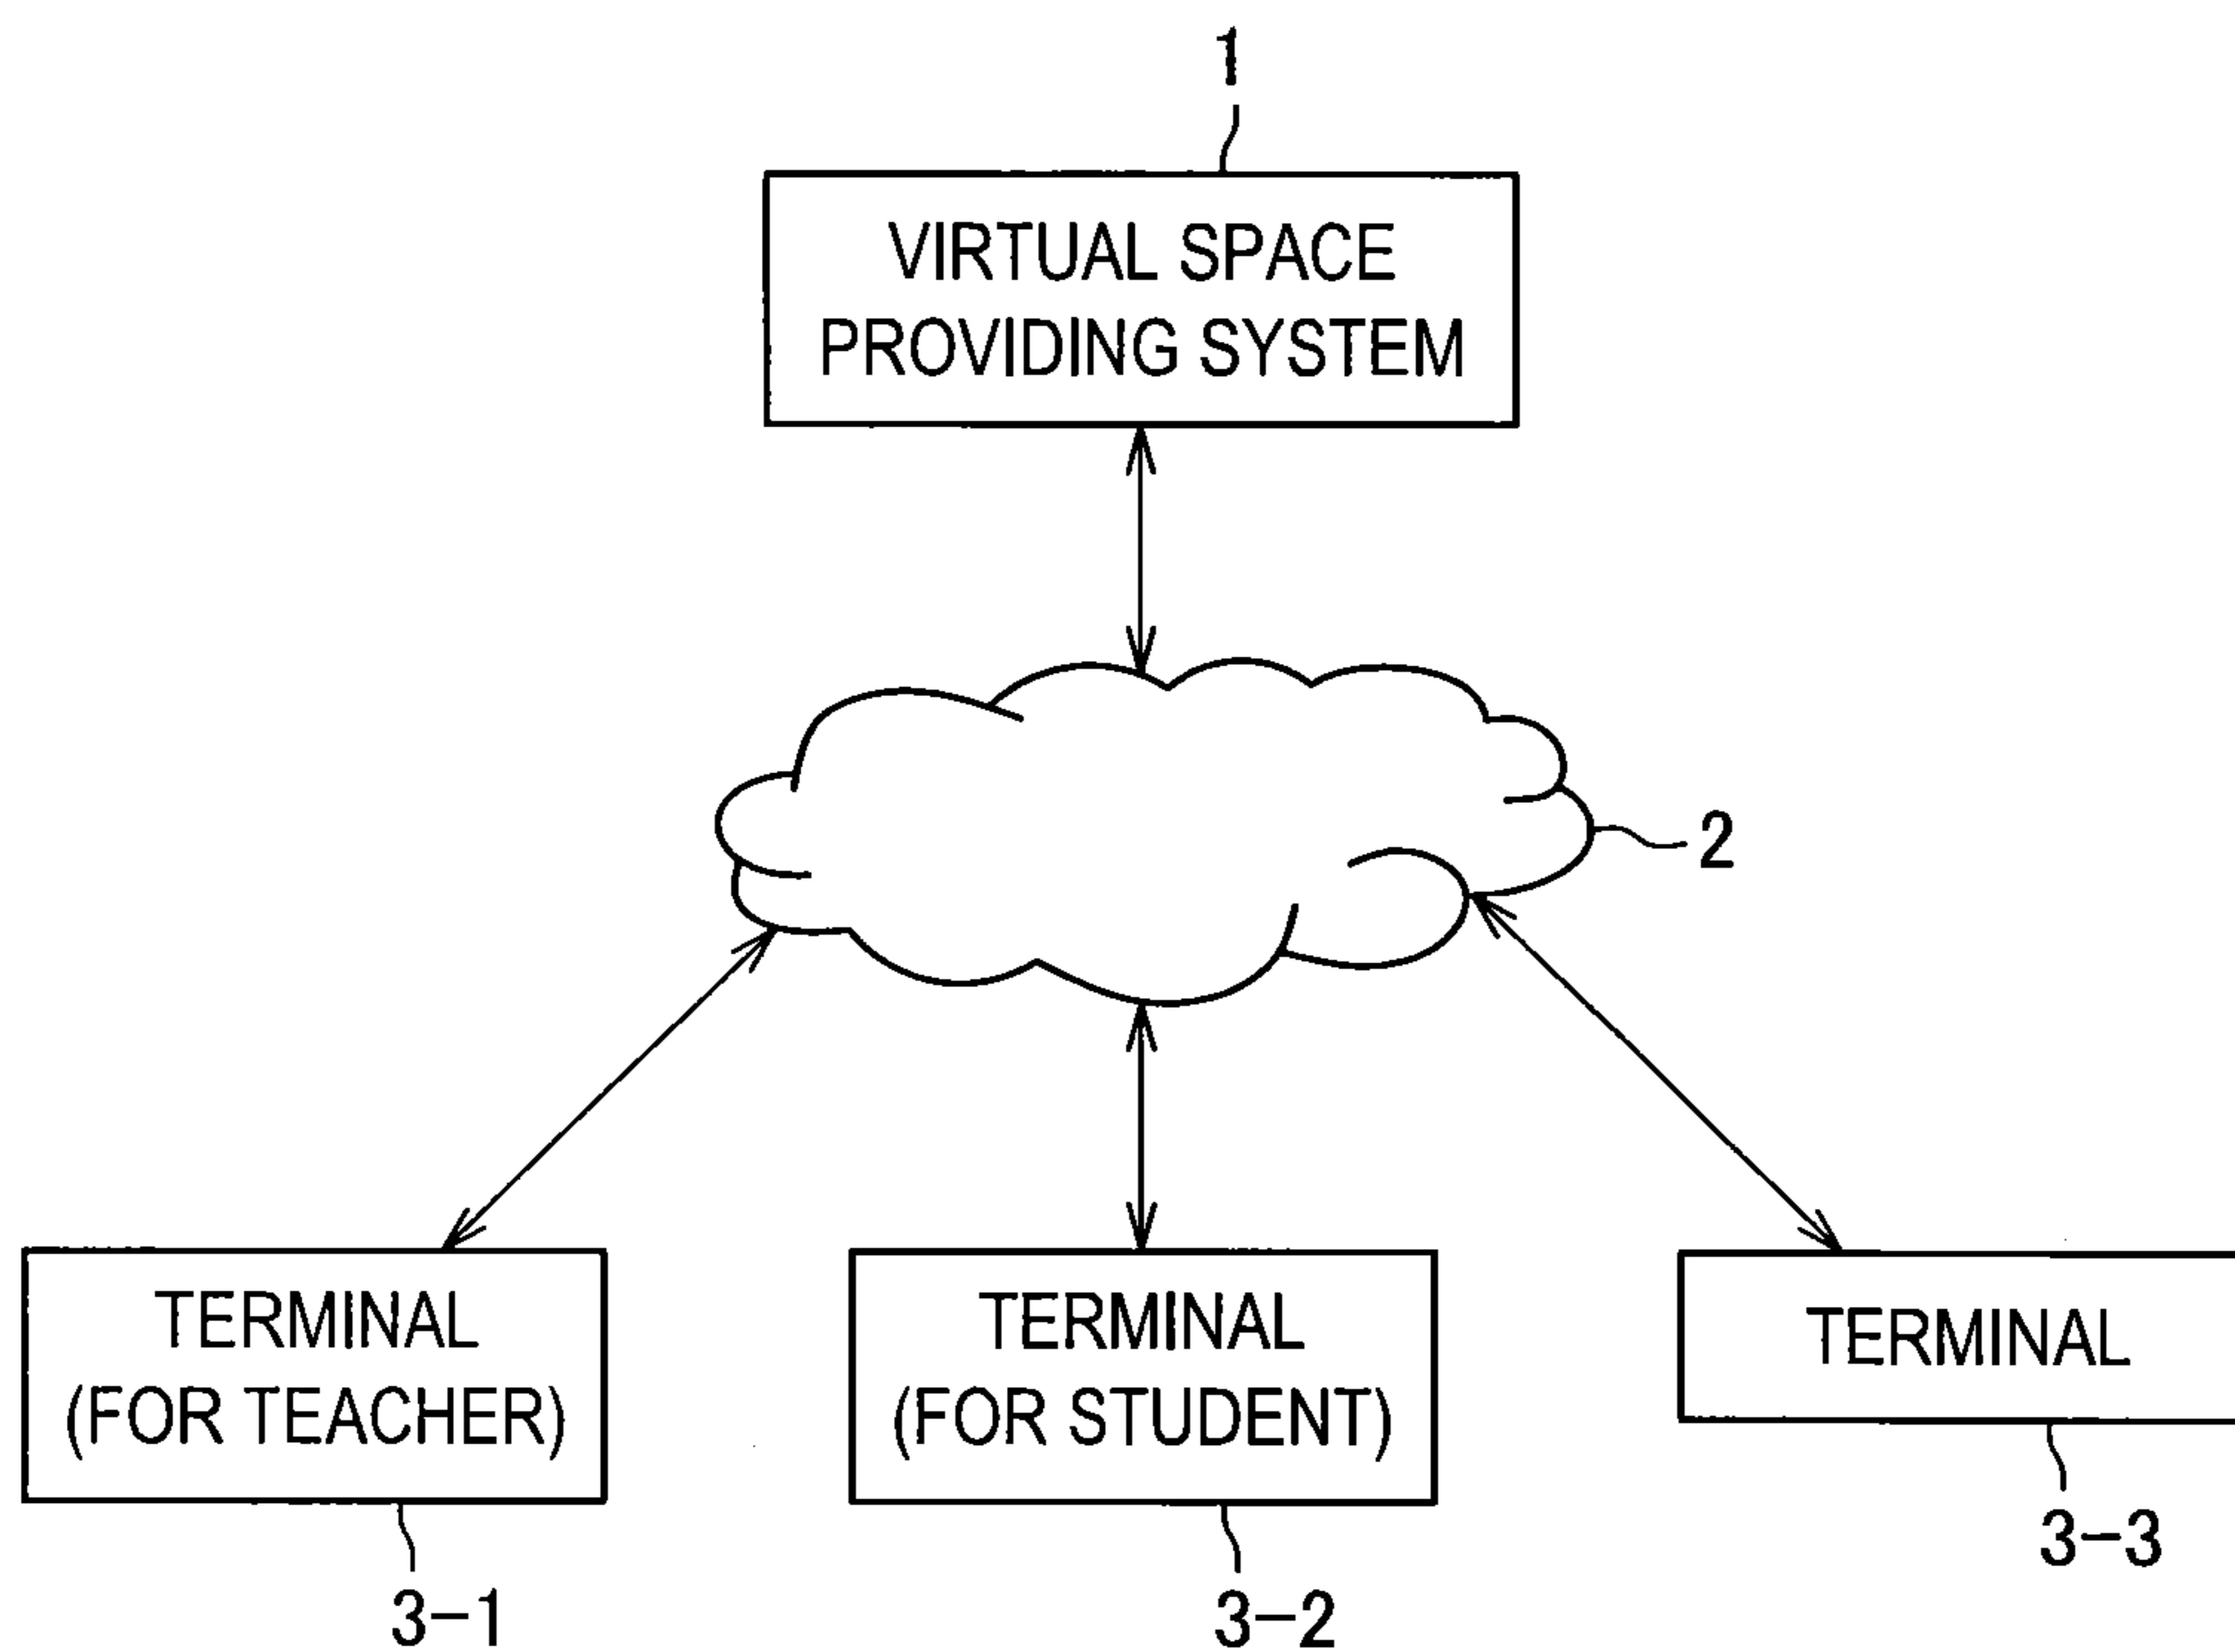 1
VIRTUAL SPACE
PROVIDING SYSTEM
2
TERMINAL
(FOR TEACHER)
3-1
TERMINAL
(FOR STUDENT)
3-2
TERMINAL
3-3